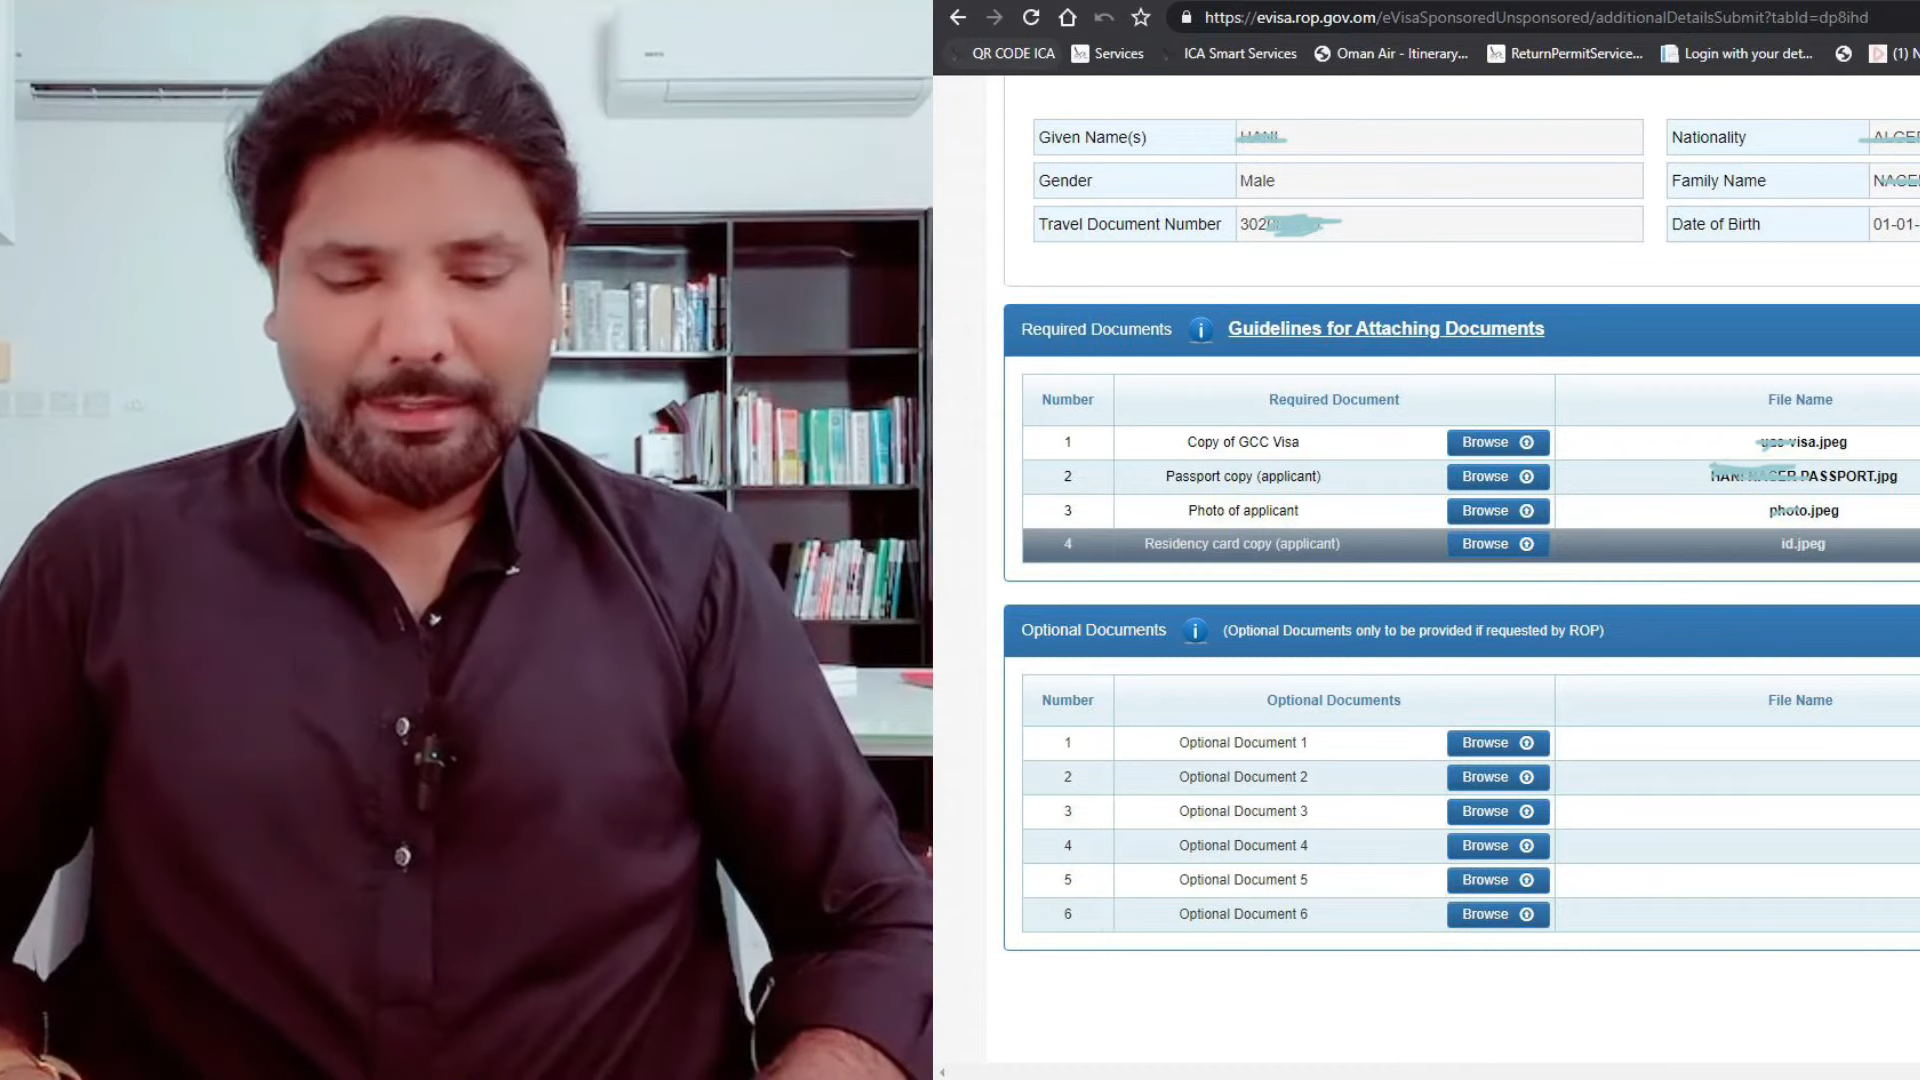 https://evisa.rop.gov.om/eVisaSponsoredUnsponsored/additionalDetailsSubmit?tabId=dp8ihd
QR CODE ICA Services ICA Smart Services Oman Air - Itinerary... ReturnPermitService... Login with your det... (1)
Given Name(s) Nationality
Gender Male Family Name
Travel Document Number 302 Date of Birth 01-01-
Required Documents i Guidelines for Attaching Documents
Number Required Document File Name
1 Copy of GCC Visa Browse visa.jpeg
2 Passport copy (applicant) Browse PASSPORT.jpg
3 Photo of applicant Browse photo.jpeg
4 Residency card copy (applicant) Browse id.jpeg
Optional Documents i (Optional Documents only to be provided if requested by ROP)
Number Optional Documents File Name
1 Optional Document 1 Browse
2 Optional Document 2 Browse
3 Optional Document 3 Browse
4 Optional Document 4 Browse
5 Optional Document 5 Browse
6 Optional Document 6 Browse